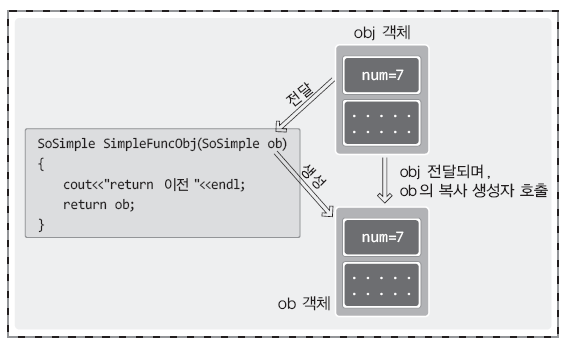 obj 객체
num=7
전달
SoSimple SimpleFuncObj(SoSimple ob)
{
cout<<"return 이전 "<<endl;
return ob;
}
생성
obj 전달되며,
ob의 복사 생성자 호출
num=7
ob 객체